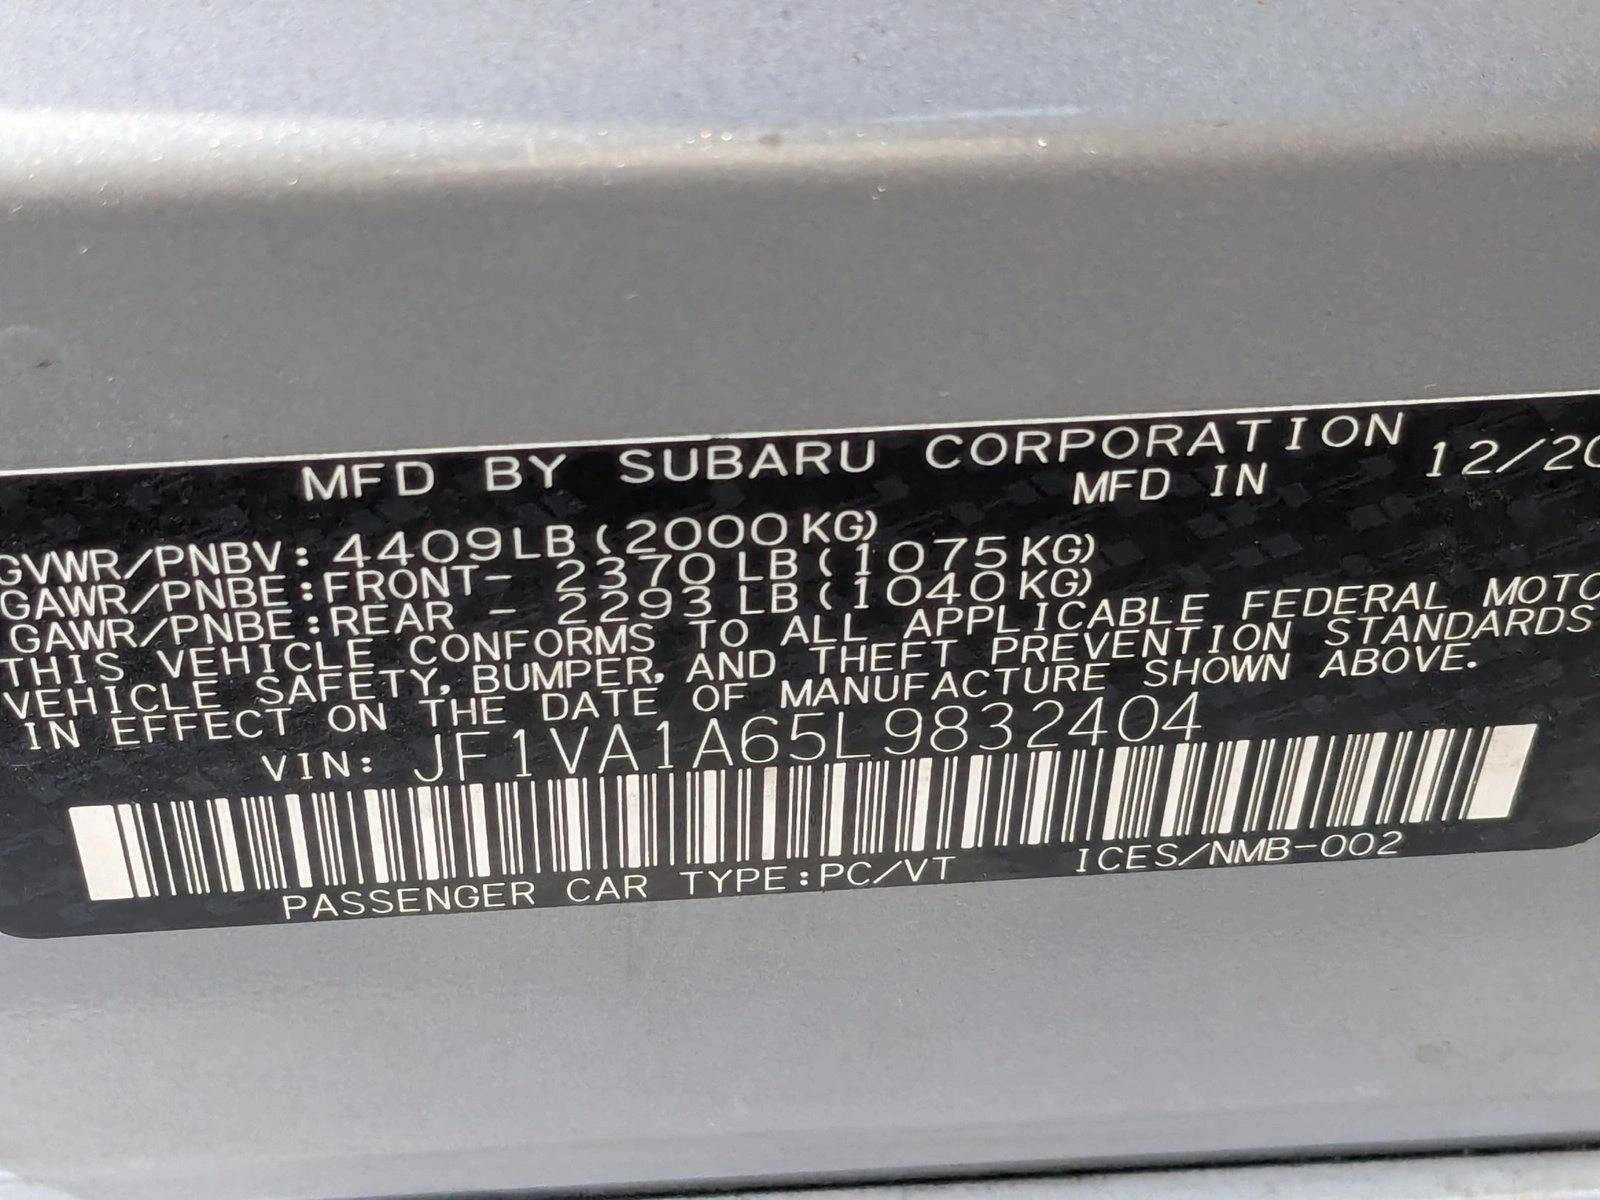 MFD BY SUBARU CORPORATION
MFD IN 12/20
GVWR/PNBV: 4409LB (2000KG)
GAWR/PNBE:FRONT- 2370LB (1075KG)
GAWR/PNBE:REAR - 2293LB (1040KG)
THIS VEHICLE CONFORMS TO ALL APPLICABLE FEDERAL MOTO
VEHICLE SAFETY, BUMPER, AND THEFT PREVENTION STANDARDS
IN EFFECT ON THE DATE OF MANUFACTURE SHOWN ABOVE.
VIN: JF1VA1A65L9832404
PASSENGER CAR TYPE:PC/VT ICES/NMB-002